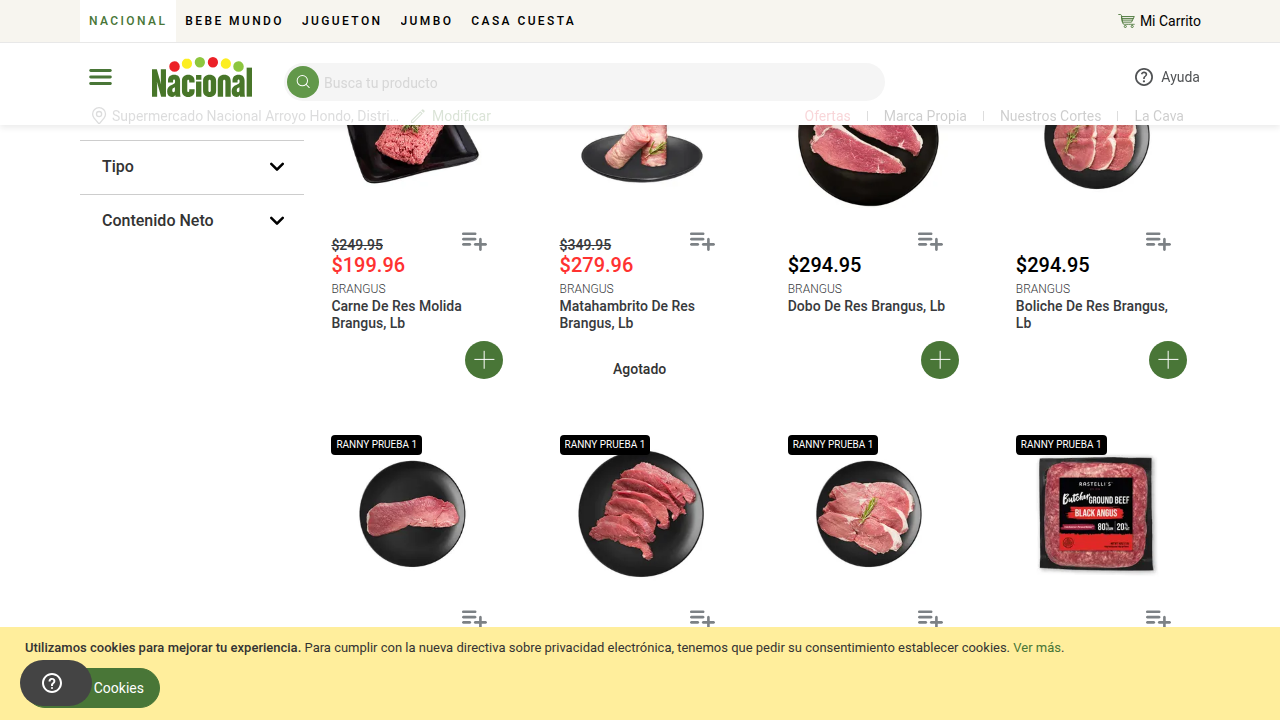 NACIONAL BEBE MUNDO JUGUETON JUMBO CASA CUESTA Mi Carrito
Nacional Busca tu producto Ayuda
Supermercado Nacional Arroyo Hondo, Distri... Modificar Ofertas Marca Propia Nuestros Cortes La Cava
Tipo
Contenido Neto
$249.95
$199.96
BRANGUS
Carne De Res Molida
Brangus, Lb
$349.95
$279.96
BRANGUS
Matahambrito De Res
Brangus, Lb
Agotado
$294.95
BRANGUS
Dobo De Res Brangus, Lb
$294.95
BRANGUS
Boliche De Res Brangus,
Lb
RANNY PRUEBA 1
RANNY PRUEBA 1
RANNY PRUEBA 1
RANNY PRUEBA 1
RASTELLI'S
Butcher GROUND BEEF
BLACK ANGUS
80% 20%
Utilizamos cookies para mejorar tu experiencia. Para cumplir con la nueva directiva sobre privacidad electrónica, tenemos que pedir su consentimiento establecer cookies. Ver más.
Cookies